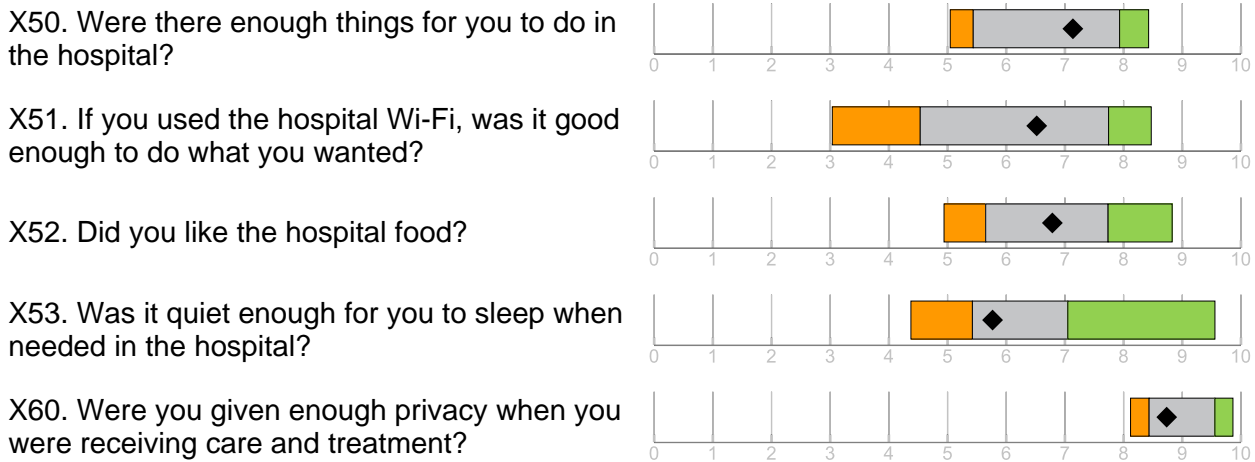 X50. Were there enough things for you to do in
the hospital?
0 1 2 3 4 5 6 7 8 9 10
X51. If you used the hospital Wi-Fi, was it good
enough to do what you wanted?
0 1 2 3 4 5 6 7 8 9 10
X52. Did you like the hospital food?
0 1 2 3 4 5 6 7 8 9 10
X53. Was it quiet enough for you to sleep when
needed in the hospital?
0 1 2 3 4 5 6 7 8 9 10
X60. Were you given enough privacy when you
were receiving care and treatment?
0 1 2 3 4 5 6 7 8 9 10